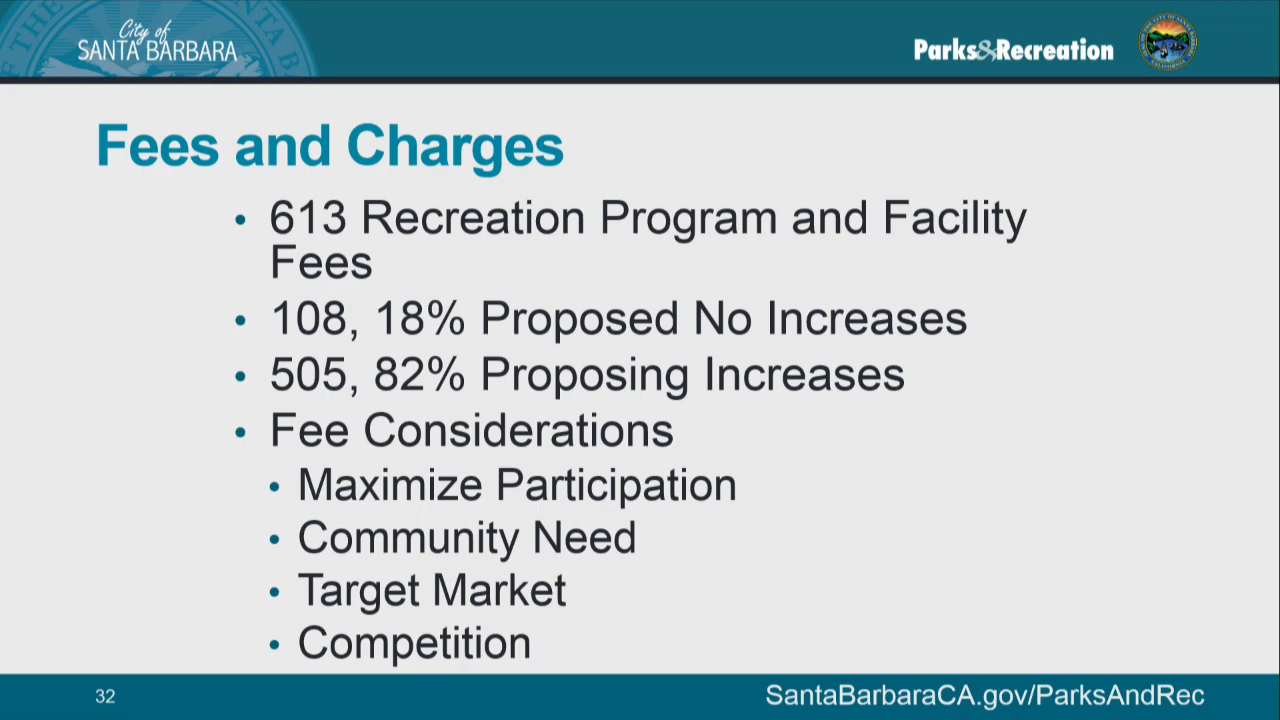 City of
SANTA BARBARA
Parks&Recreation
Fees and Charges
• 613 Recreation Program and Facility
Fees
• 108, 18% Proposed No Increases
• 505, 82% Proposing Increases
• Fee Considerations
• Maximize Participation
• Community Need
• Target Market
• Competition
32
SantaBarbaraCA.gov/ParksAndRec